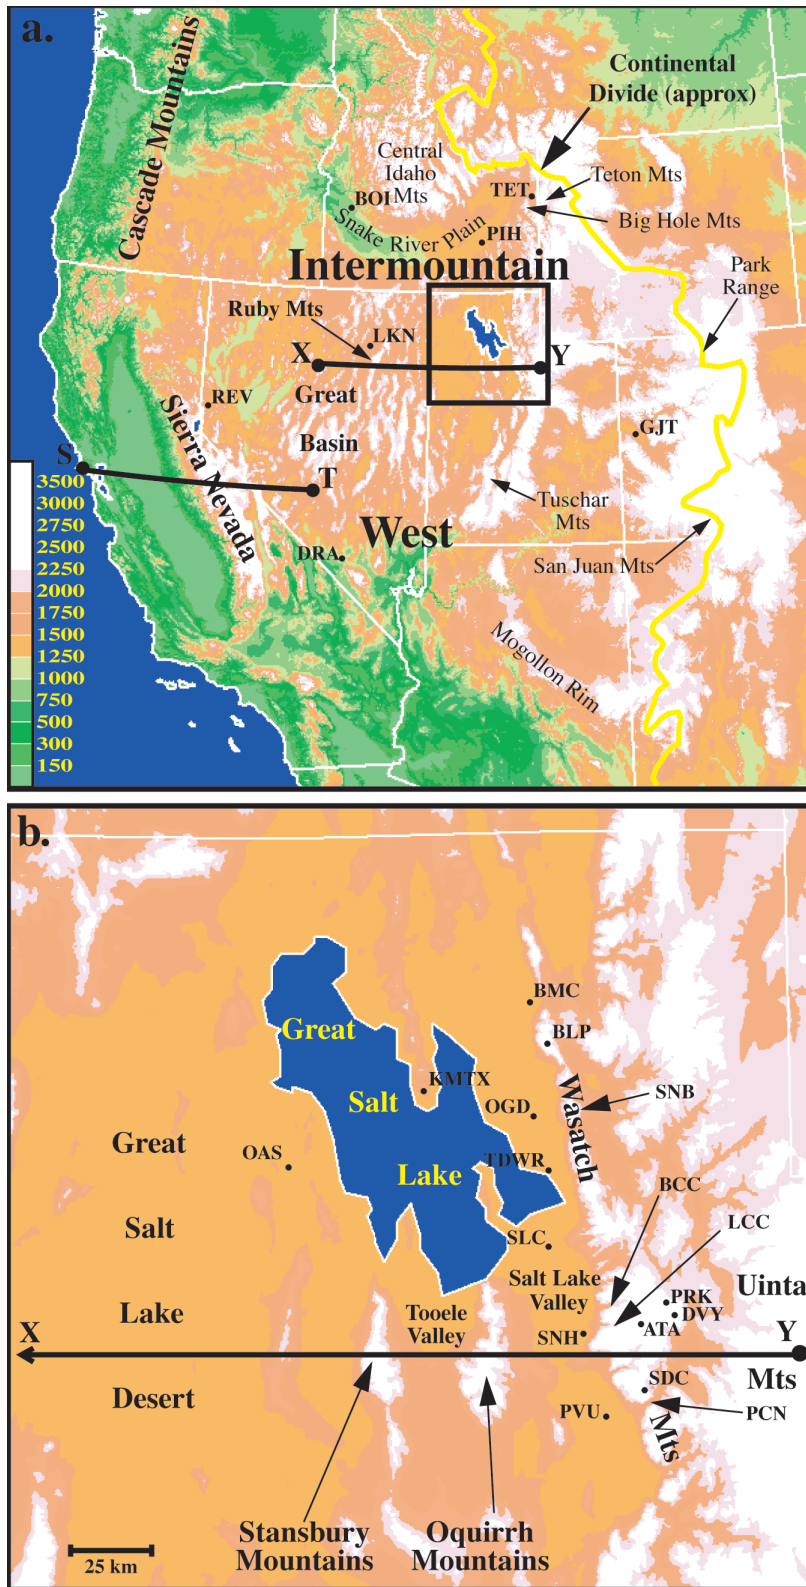 a.
Cascade Mountains
Continental
Divide (approx)
Central
Idaho
Mts
Teton Mts
TET
BOI
Big Hole Mts
Snake River Plain
PIH
Intermountain
Park
Range
Ruby Mts
LKN
X
Y
Great
REV
Basin
GJT
Sierra Nevada
S
T
Tuschar
Mts
West
DRA
San Juan Mts
Mogollon Rim
3500
3000
2750
2500
2250
2000
1750
1500
1250
1000
750
500
300
150
b.
BMC
Great
BLP
KMTX
Wasatch
SNB
Salt
OGD
Great
OAS
Lake
TDWR
BCC
LCC
Salt
SLC
Salt Lake
Valley
Uinta
Lake
Tooele
Valley
PRK
DVY
ATA
X
SNH
Y
Mts
Desert
SDC
PVU
PCN
Mts
Stansbury
Mountains
Oquirrh
Mountains
25 km